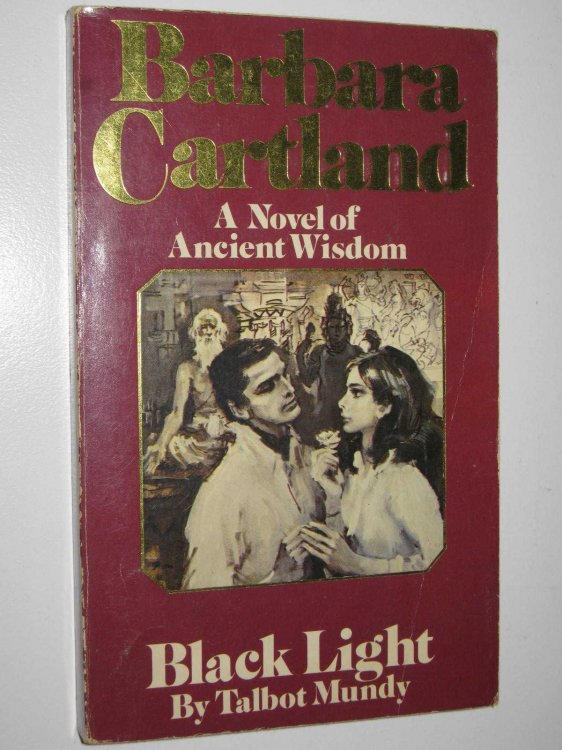 Barbara
Cartland
A Novel of
Ancient Wisdom
Black Light
By Talbot Mundy